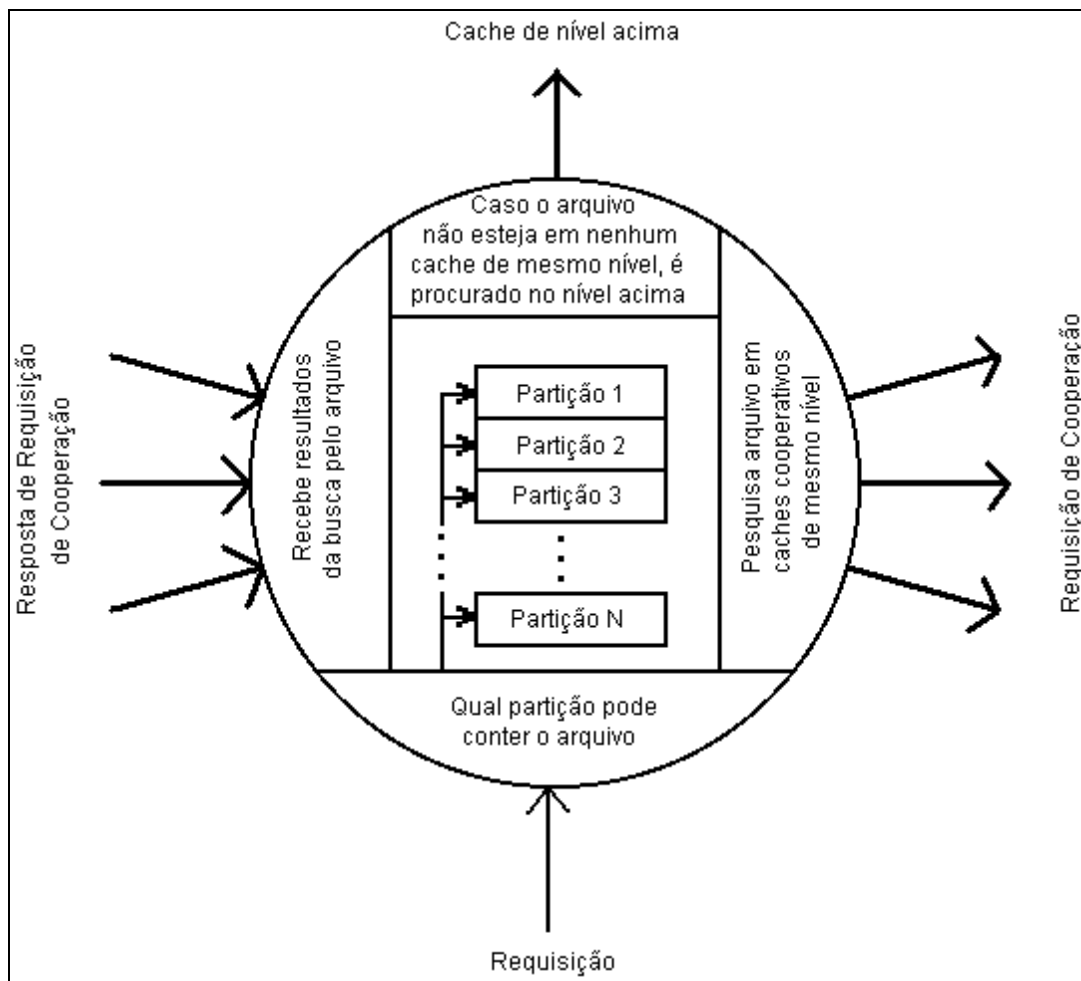 Cache de nível acima
Caso o arquivo
não esteja em nenhum
cache de mesmo nível, é
procurado no nível acima
Resposta de Requisição
de Cooperação
Recebe resultados
da busca pelo arquivo
Partição 1
Partição 2
Partição 3
Partição N
Pesquisa arquivo em
caches cooperativos
de mesmo nível
Requisição de Cooperação
Qual partição pode
conter o arquivo
Requisição